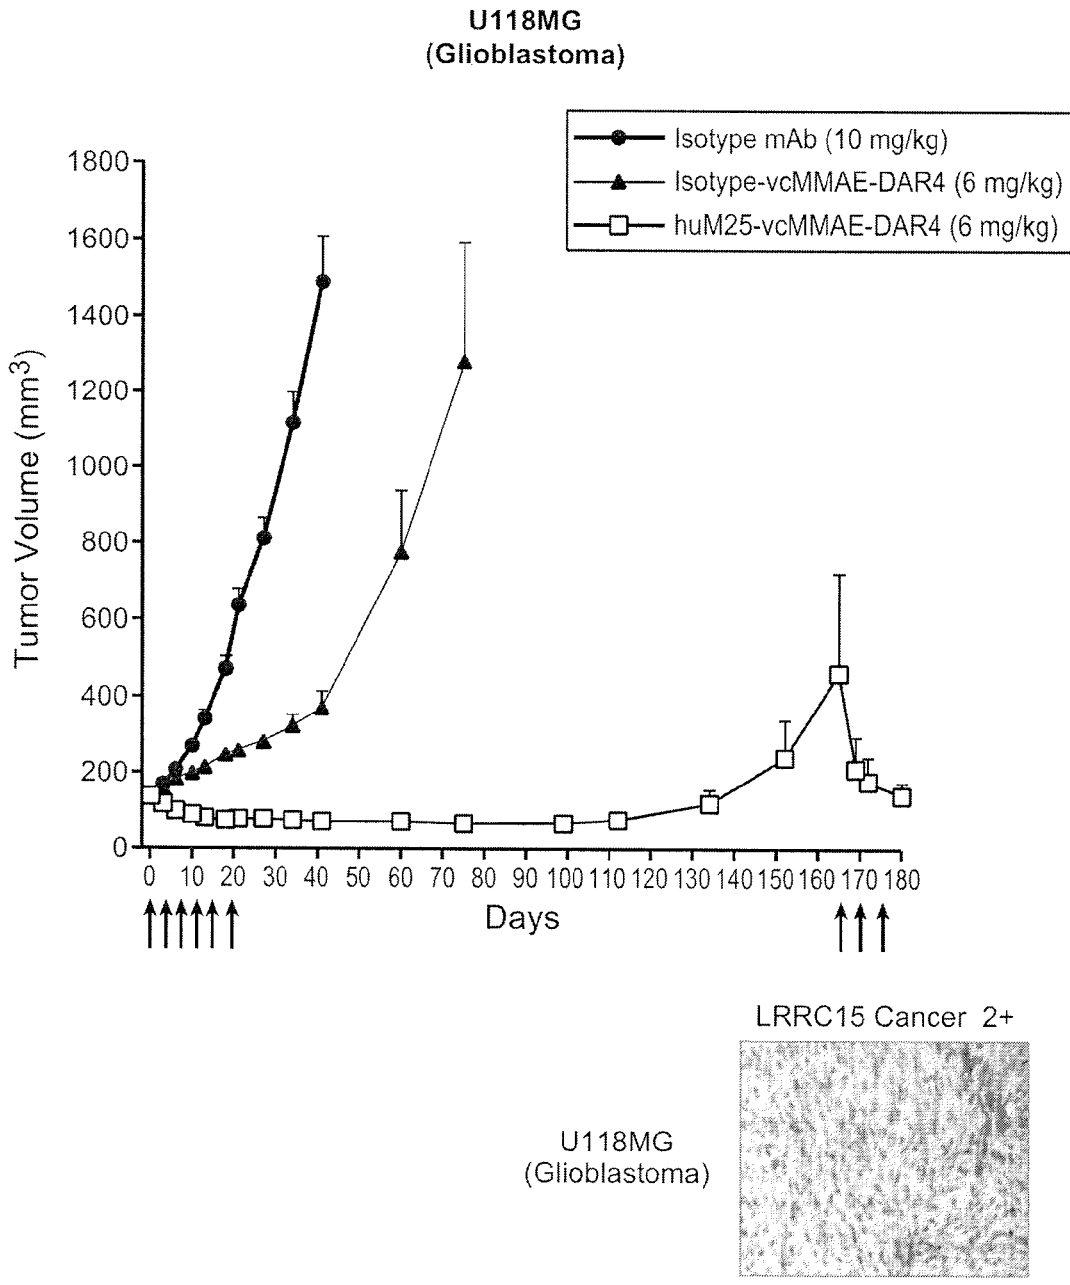 U118MG
(Glioblastoma)
Isotype mAb (10 mg/kg)
Isotype-vcMMAE-DAR4 (6 mg/kg)
huM25-vcMMAE-DAR4 (6 mg/kg)
Tumor Volume (mm³)
1800
1600
1400
1200
1000
800
600
400
200
0
0 10 20 30 40 50 60 70 80 90 100 110 120 130 140 150 160 170 180
Days
LRRC15 Cancer 2+
U118MG
(Glioblastoma)